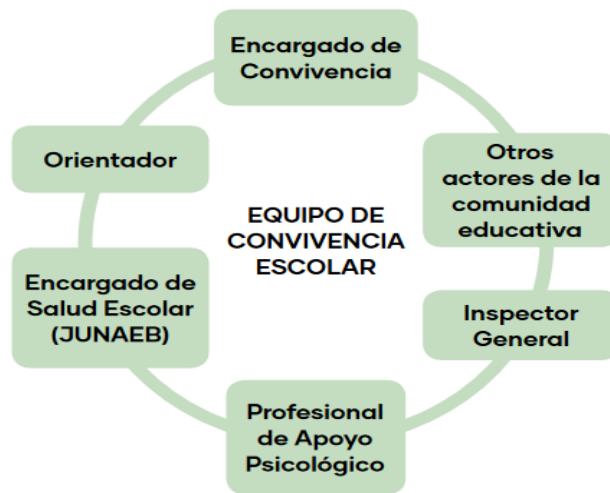 Encargado de
Convivencia
Orientador
Otros
actores de la
comunidad
educativa
EQUIPO DE
CONVIVENCIA
ESCOLAR
Encargado de
Salud Escolar
(JUNAEB)
Inspector
General
Profesional
de Apoyo
Psicológico